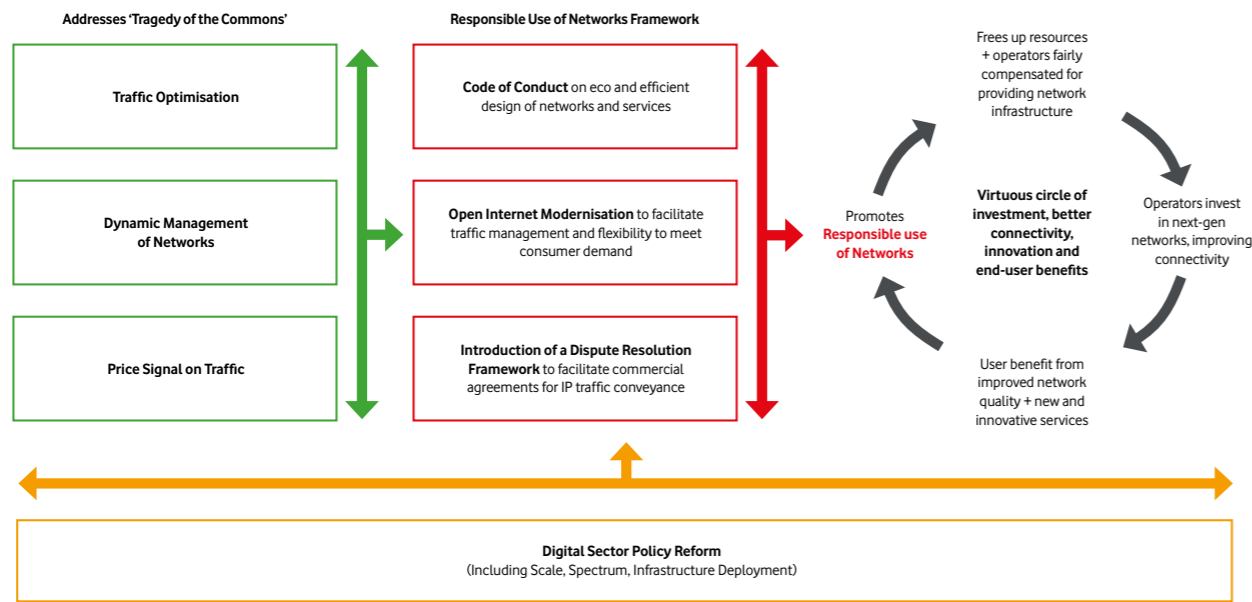 Addresses ‘Tragedy of the Commons’
Traffic Optimisation
Dynamic Management
of Networks
Price Signal on Traffic
Responsible Use of Networks Framework
Code of Conduct on eco and efficient
design of networks and services
Open Internet Modernisation to facilitate
traffic management and flexibility to meet
consumer demand
Introduction of a Dispute Resolution
Framework to facilitate commercial
agreements for IP traffic conveyance
Promotes
Responsible use
of Networks
Frees up resources
+ operators fairly
compensated for
providing network
infrastructure
Virtuous circle of
investment, better
connectivity,
innovation and
end-user benefits
Operators invest
in next-gen
networks, improving
connectivity
User benefit from
improved network
quality + new and
innovative services
Digital Sector Policy Reform
(Including Scale, Spectrum, Infrastructure Deployment)